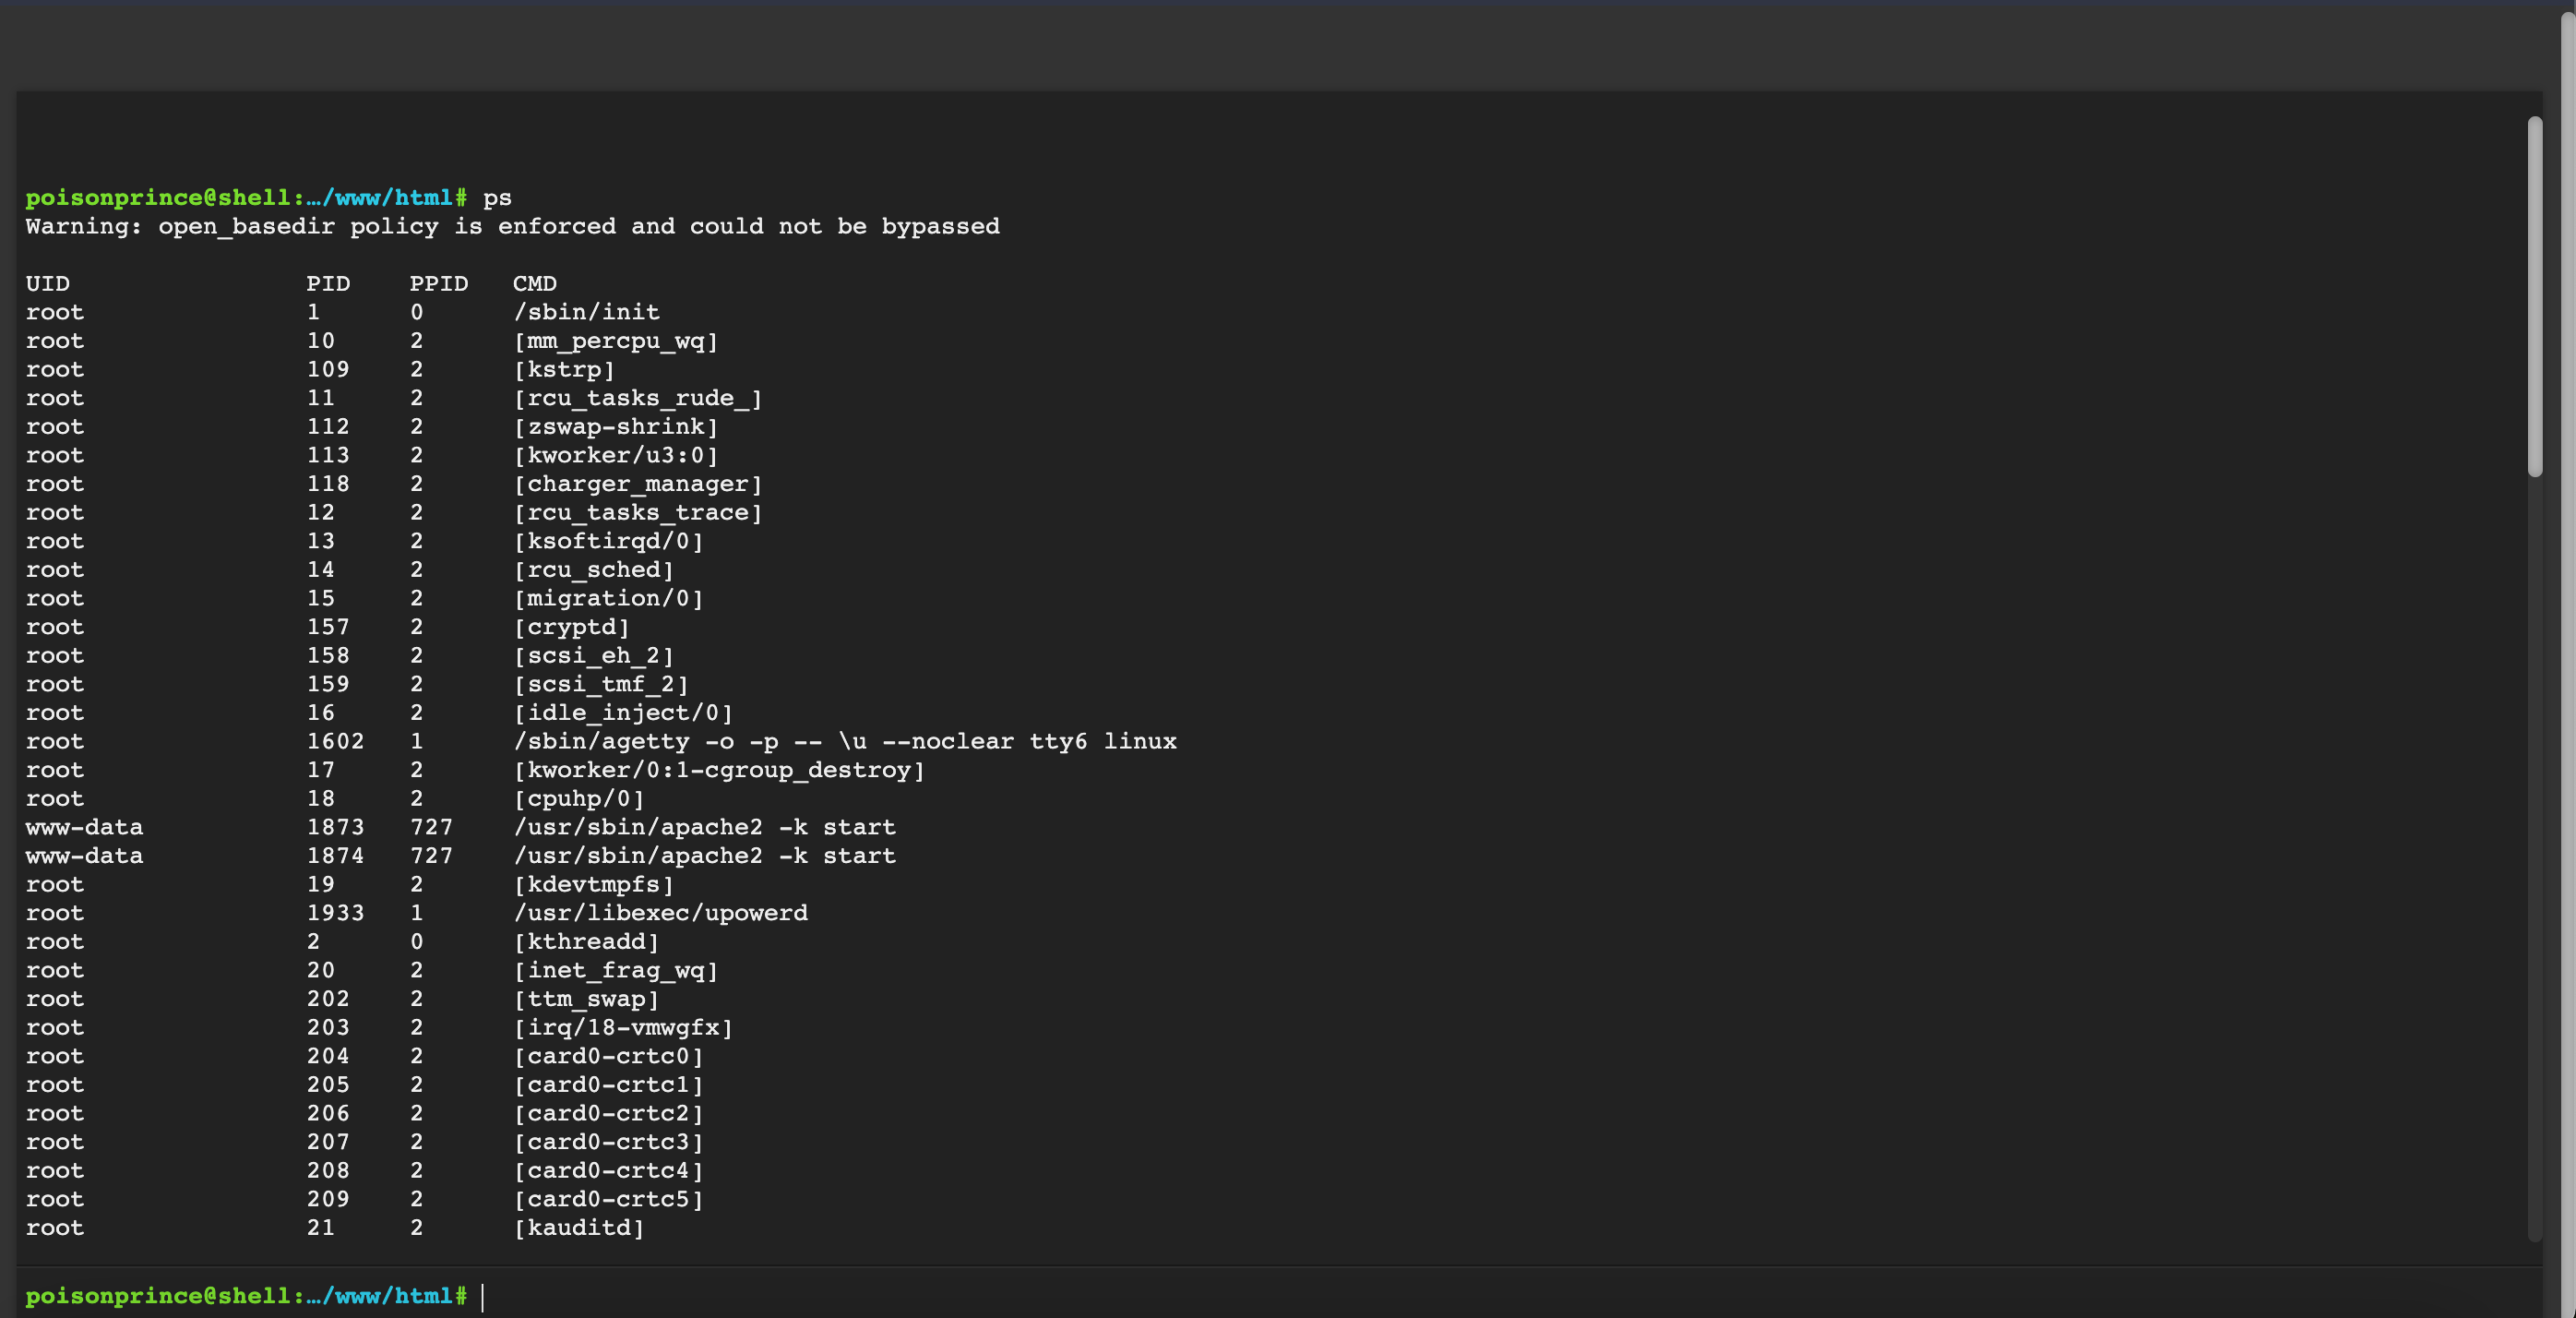 poisonprince@shell:…/www/html# ps
Warning: open_basedir policy is enforced and could not be bypassed
UID PID PPID CMD
root 1 0 /sbin/init
root 10 2 [mm_percpu_wq]
root 109 2 [kstrp]
root 11 2 [rcu_tasks_rude_]
root 112 2 [zswap-shrink]
root 113 2 [kworker/u3:0]
root 118 2 [charger_manager]
root 12 2 [rcu_tasks_trace]
root 13 2 [ksoftirqd/0]
root 14 2 [rcu_sched]
root 15 2 [migration/0]
root 157 2 [cryptd]
root 158 2 [scsi_eh_2]
root 159 2 [scsi_tmf_2]
root 16 2 [idle_inject/0]
root 1602 1 /sbin/agetty -o -p -- \u --noclear tty6 linux
root 17 2 [kworker/0:1-cgroup_destroy]
root 18 2 [cpuhp/0]
www-data 1873 727 /usr/sbin/apache2 -k start
www-data 1874 727 /usr/sbin/apache2 -k start
root 19 2 [kdevtmpfs]
root 1933 1 /usr/libexec/upowerd
root 2 0 [kthreadd]
root 20 2 [inet_frag_wq]
root 202 2 [ttm_swap]
root 203 2 [irq/18-vmwgfx]
root 204 2 [card0-crtc0]
root 205 2 [card0-crtc1]
root 206 2 [card0-crtc2]
root 207 2 [card0-crtc3]
root 208 2 [card0-crtc4]
root 209 2 [card0-crtc5]
root 21 2 [kauditd]
poisonprince@shell:…/www/html#